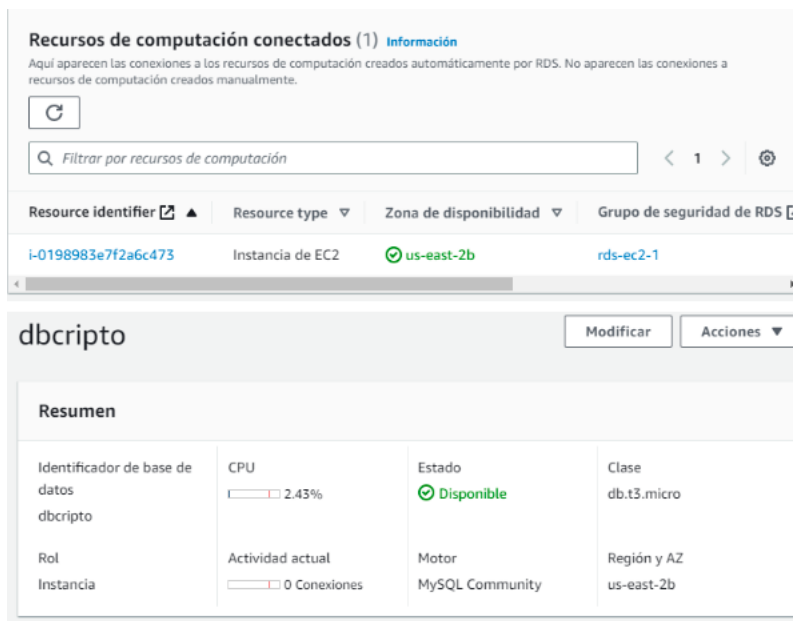 Recursos de computación conectados (1) Información
Aquí aparecen las conexiones a los recursos de computación creados automáticamente por RDS. No aparecen las conexiones a
recursos de computación creados manualmente.
Filtrar por recursos de computación
1
Resource identifier Resource type Zona de disponibilidad Grupo de seguridad de RDS
i-0198983e7f2a6c473 Instancia de EC2 us-east-2b rds-ec2-1
dbcripto
Modificar Acciones
Resumen
Identificador de base de datos
dbcripto
CPU
2.43%
Estado
Disponible
Clase
db.t3.micro
Rol
Instancia
Actividad actual
0 Conexiones
Motor
MySQL Community
Región y AZ
us-east-2b